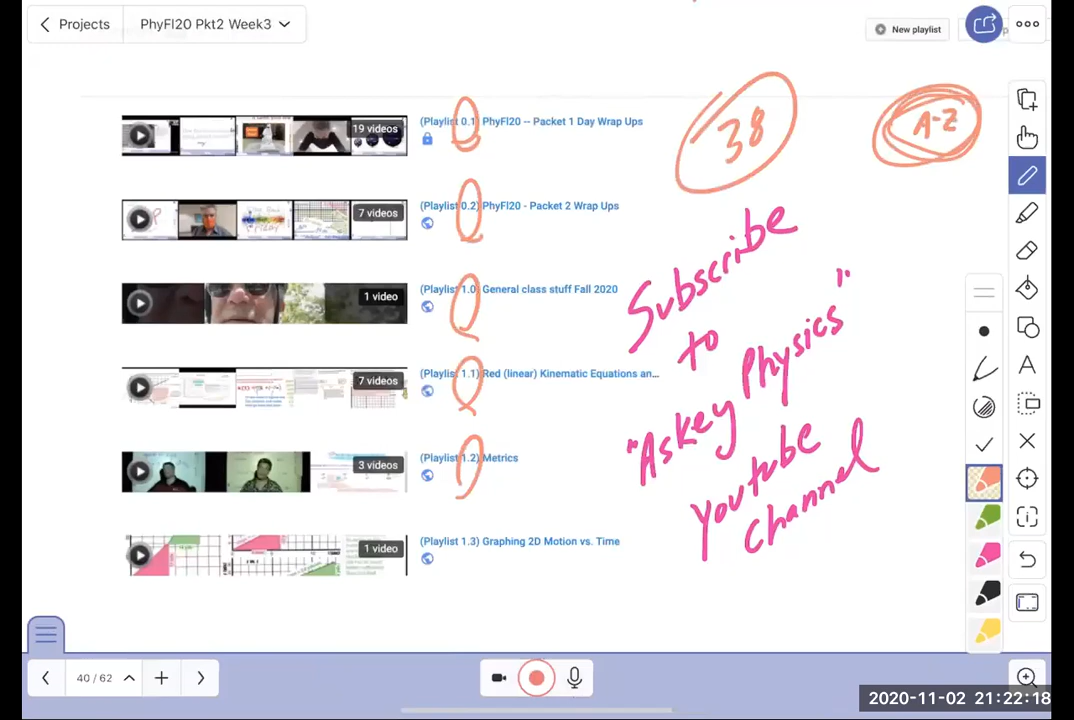 Projects
PhyFl20 Pkt2 Week3
New playlist
19 videos
(Playlist 0.1) PhyFl20 -- Packet 1 Day Wrap Ups
38
A-Z
7 videos
(Playlist 0.2) PhyFl20 - Packet 2 Wrap Ups
1 video
(Playlist 1.0) General class stuff Fall 2020
7 videos
(Playlist 1.1) Red (linear) Kinematic Equations an...
3 videos
(Playlist 1.2) Metrics
1 video
(Playlist 1.3) Graphing 2D Motion vs. Time
Subscribe
to
"Askey Physics"
Youtube
Channel
A
40 / 62
2020-11-02 21:22:18